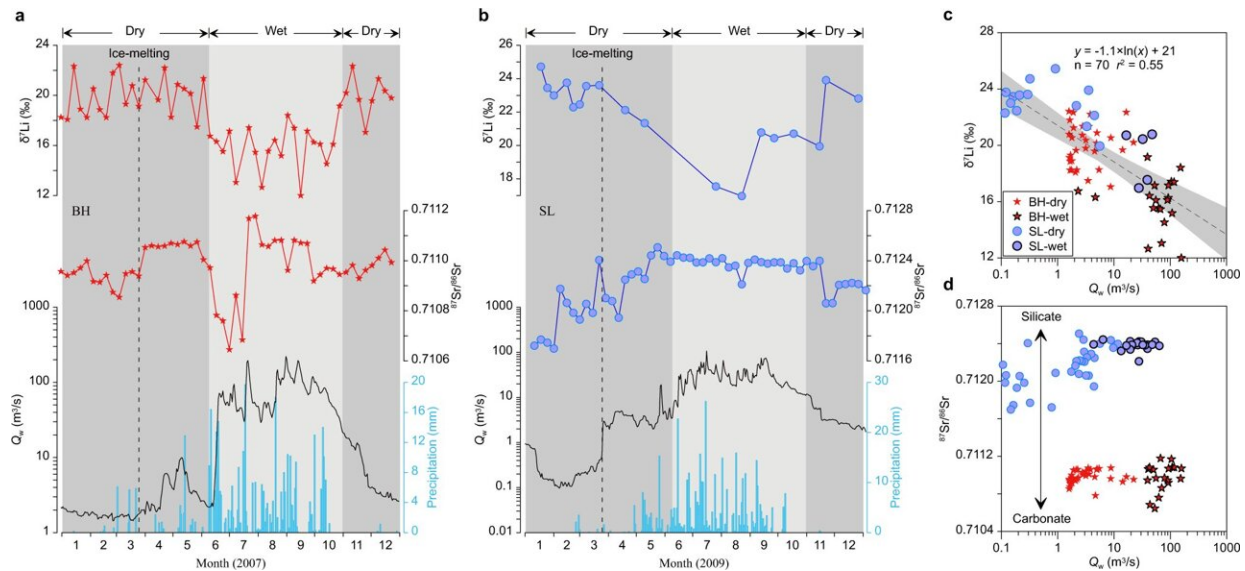 a
Dry
Wet
Dry
Ice-melting
24
22
20
18
16
14
12
δ⁷Li (‰)
BH
0.7112
0.7110
0.7108
0.7106
⁸⁷Sr/⁸⁶Sr
1000
100
10
1
Qw (m³/s)
20
16
12
8
4
0
Precipitation (mm)
1 2 3 4 5 6 7 8 9 10 11 12
Month (2007)
b
Dry
Wet
Dry
Ice-melting
26
24
22
20
18
16
δ⁷Li (‰)
SL
0.7128
0.7124
0.7120
0.7116
⁸⁷Sr/⁸⁶Sr
1000
100
10
1
0.1
0.01
Qw (m³/s)
30
20
10
0
Precipitation (mm)
1 2 3 4 5 6 7 8 9 10 11 12
Month (2009)
c
y = -1.1×ln(x) + 21
n = 70 r² = 0.55
28
24
20
16
12
δ⁷Li (‰)
BH-dry
BH-wet
SL-dry
SL-wet
0.1 1 10 100 1000
Qw (m³/s)
d
0.7128
0.7120
0.7112
0.7104
⁸⁷Sr/⁸⁶Sr
Silicate
Carbonate
0.1 1 10 100 1000
Qw (m³/s)